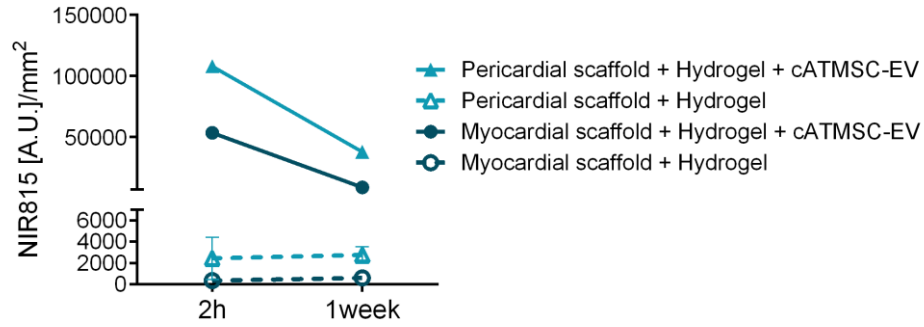 NIR815 [A.U.]/mm²
150000
100000
50000
6000
4000
2000
0
2h 1week
Pericardial scaffold + Hydrogel + cATMSC-EV
Pericardial scaffold + Hydrogel
Myocardial scaffold + Hydrogel + cATMSC-EV
Myocardial scaffold + Hydrogel